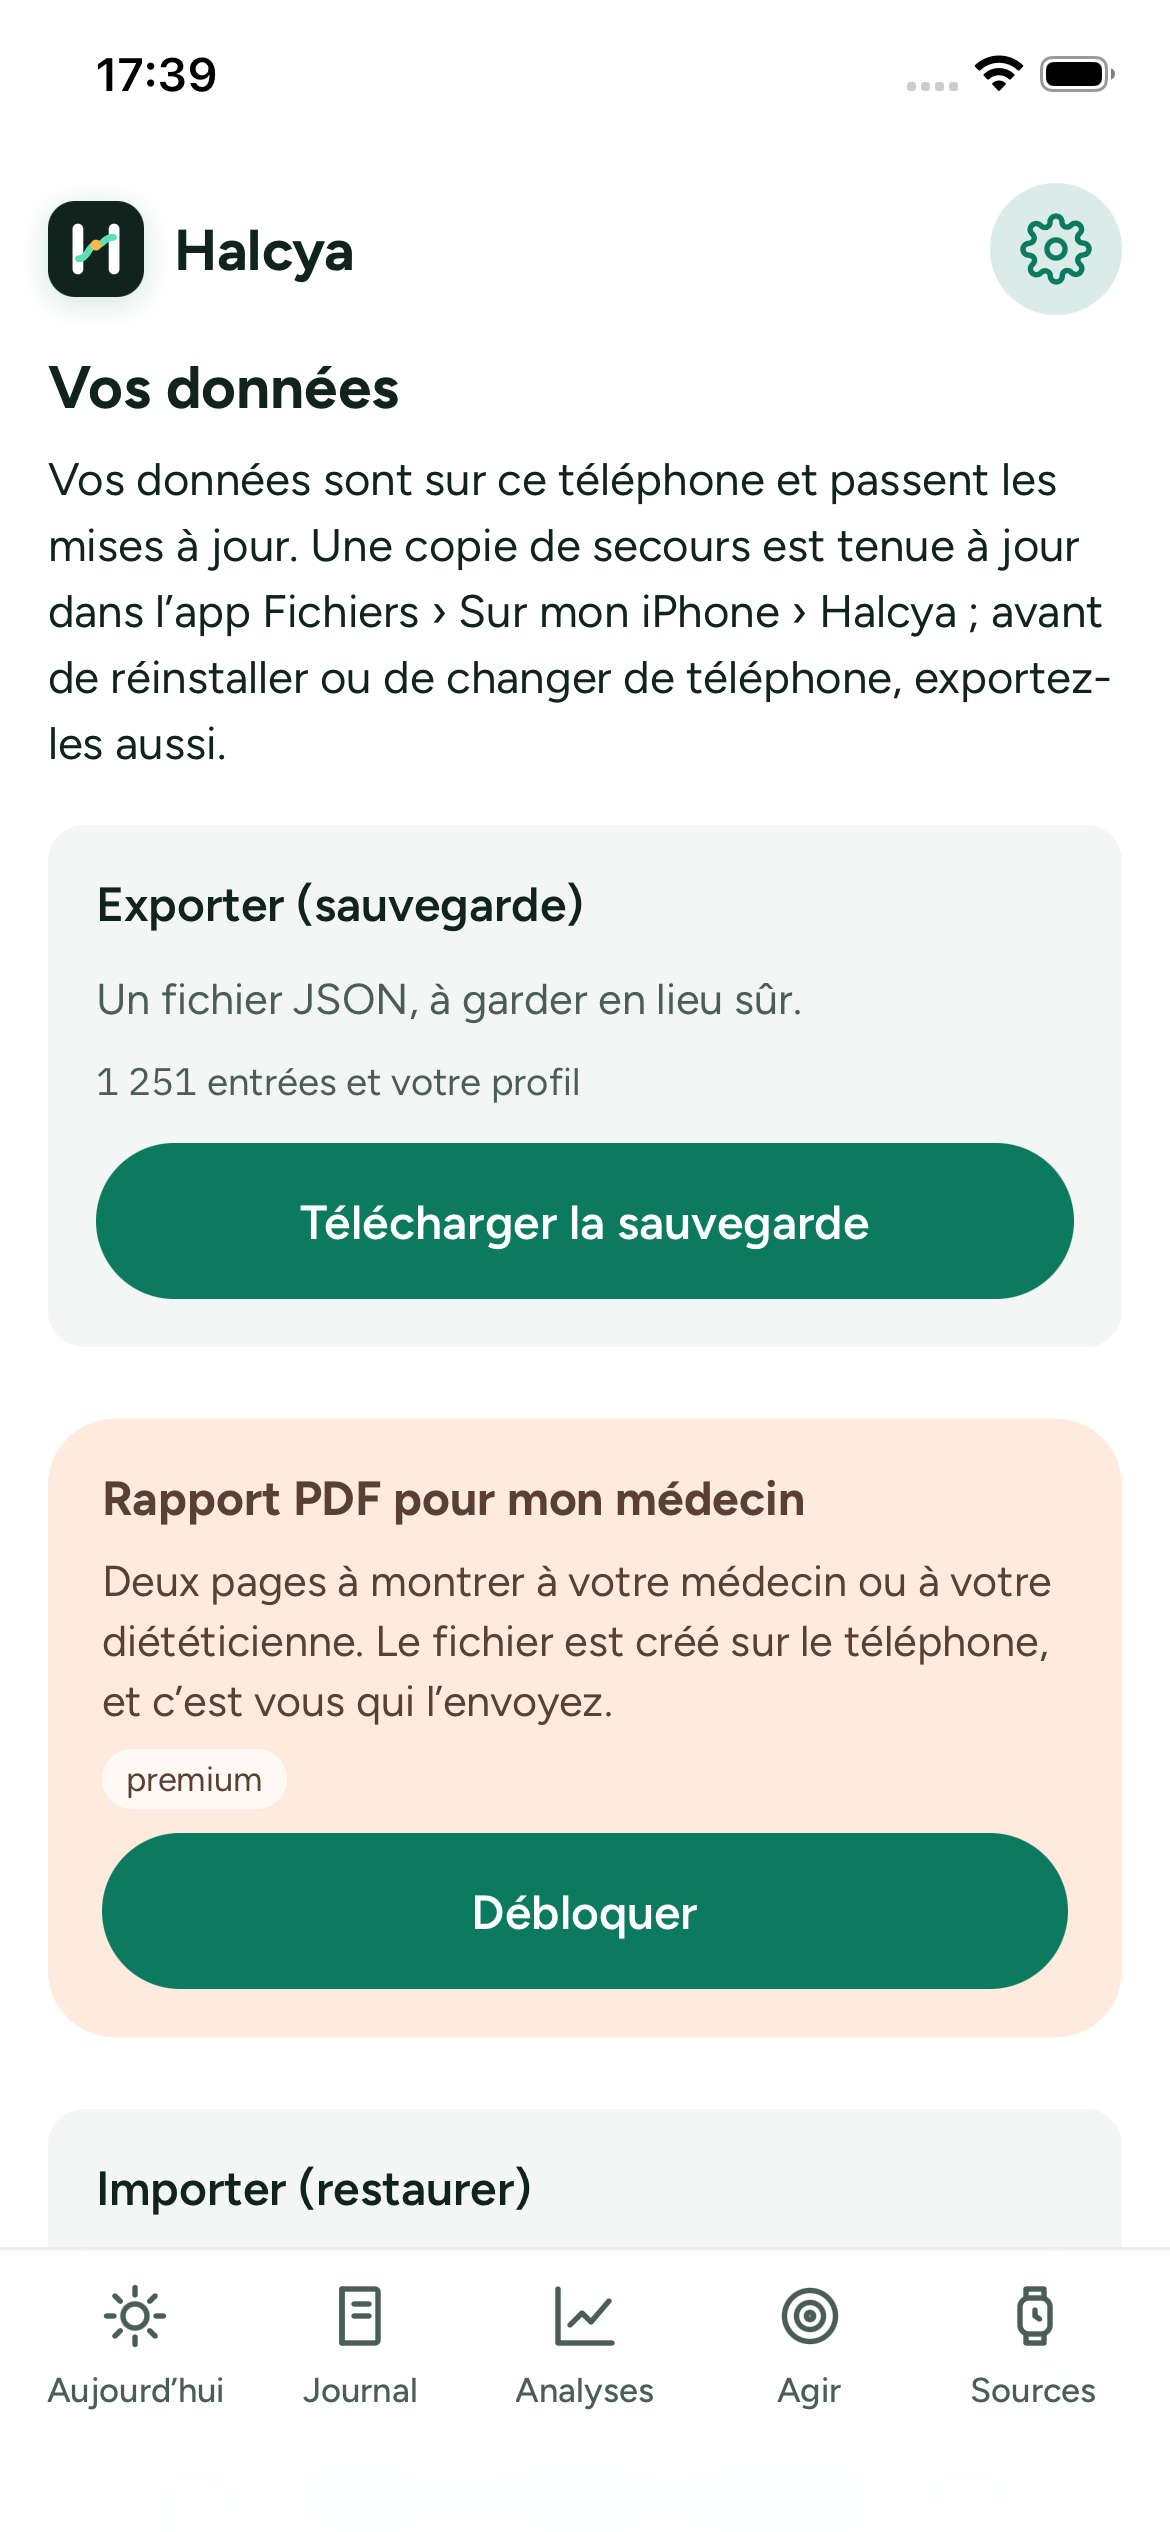 17:39
Halcya
Vos données
Vos données sont sur ce téléphone et passent les
mises à jour. Une copie de secours est tenue à jour
dans l’app Fichiers › Sur mon iPhone › Halcya ; avant
de réinstaller ou de changer de téléphone, exportez-
les aussi.
Exporter (sauvegarde)
Un fichier JSON, à garder en lieu sûr.
1 251 entrées et votre profil
Télécharger la sauvegarde
Rapport PDF pour mon médecin
Deux pages à montrer à votre médecin ou à votre
diététicienne. Le fichier est créé sur le téléphone,
et c’est vous qui l’envoyez.
premium
Débloquer
Importer (restaurer)
Aujourd’hui
Journal
Analyses
Agir
Sources